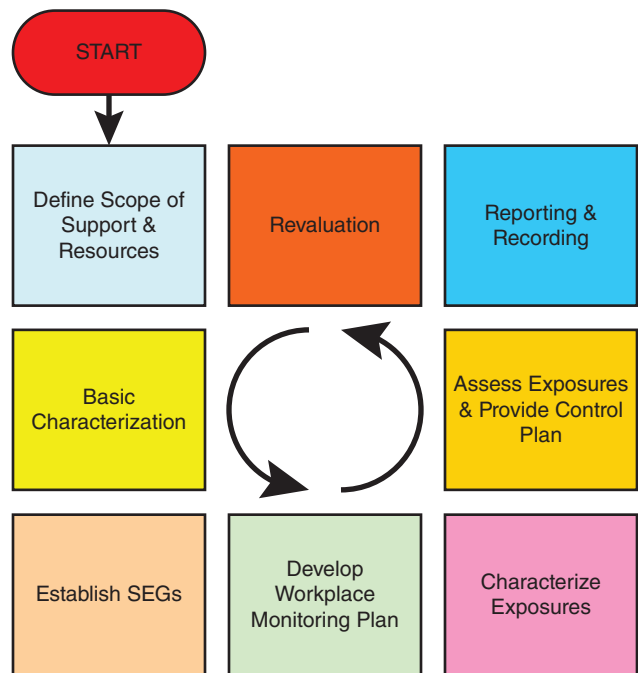 START
Define Scope of
Support &
Resources
Revaluation
Reporting &
Recording
Basic
Characterization
Assess Exposures
& Provide Control
Plan
Establish SEGs
Develop
Workplace
Monitoring Plan
Characterize
Exposures